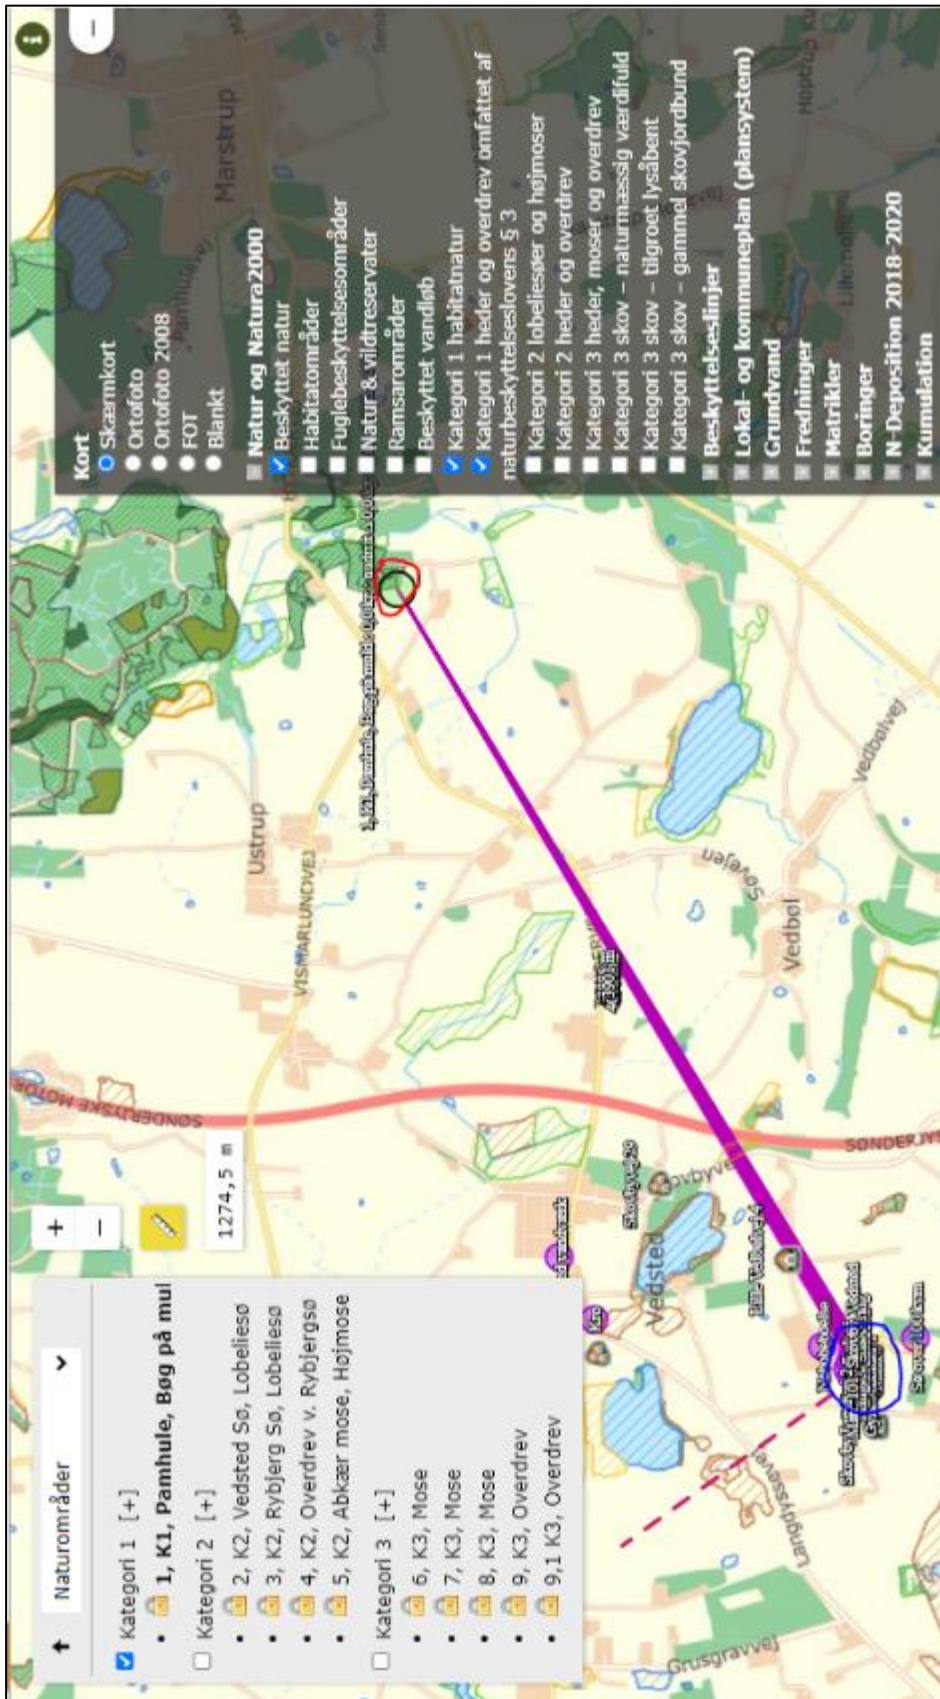 Naturområder
Kategori 1 [+]
1, K1, Pamhule, Bøg på mul
Kategori 2 [+]
2, K2, Vedsted Sø, Lobeliesø
3, K2, Rybjerg Sø, Lobeliesø
4, K2, Overdrev v. Rybjergsø
5, K2, Abkær mose, Højmose
Kategori 3 [+]
6, K3, Mose
7, K3, Mose
8, K3, Mose
9, K3, Overdrev
9,1 K3, Overdrev
+
−
1274,5 m
i
−
Kort
Skærmkort
Ortofoto
Ortofoto 2008
FOT
Blankt
Natur og Natura2000
Beskyttet natur
Habitatområder
Fuglebeskyttelsesområder
Natur& vildtreservater
Ramsarområder
Beskyttet vandløb
Kategori 1 habitatnatur
Kategori 1 heder og overdrev omfattet af
naturbeskyttelseslovens § 3
Kategori 2 lobeliesøer og højmoser
Kategori 2 heder og overdrev
Kategori 3 heder, moser og overdrev
Kategori 3 skov – naturmæssig værdifuld
Kategori 3 skov – tilgroet lysåbent
Kategori 3 skov – gammel skovjordbund
Beskyttelseslinjer
Lokal- og kommuneplan (plansystem)
Grundvand
Fredninger
Matrikler
Boringer
N-Deposition 2018-2020
Kumulation
SØNDERJYSKE MOTOR
Ustrup
VISMARLUNDVEJ
Marstrup
Pamhulevej
Vedsted
Skovbyvej 29
Lille Vedbølvej 4
Kro
Søvejen
Vedbøl
Vedbølvej
Langdyssevej
Grusgravvej